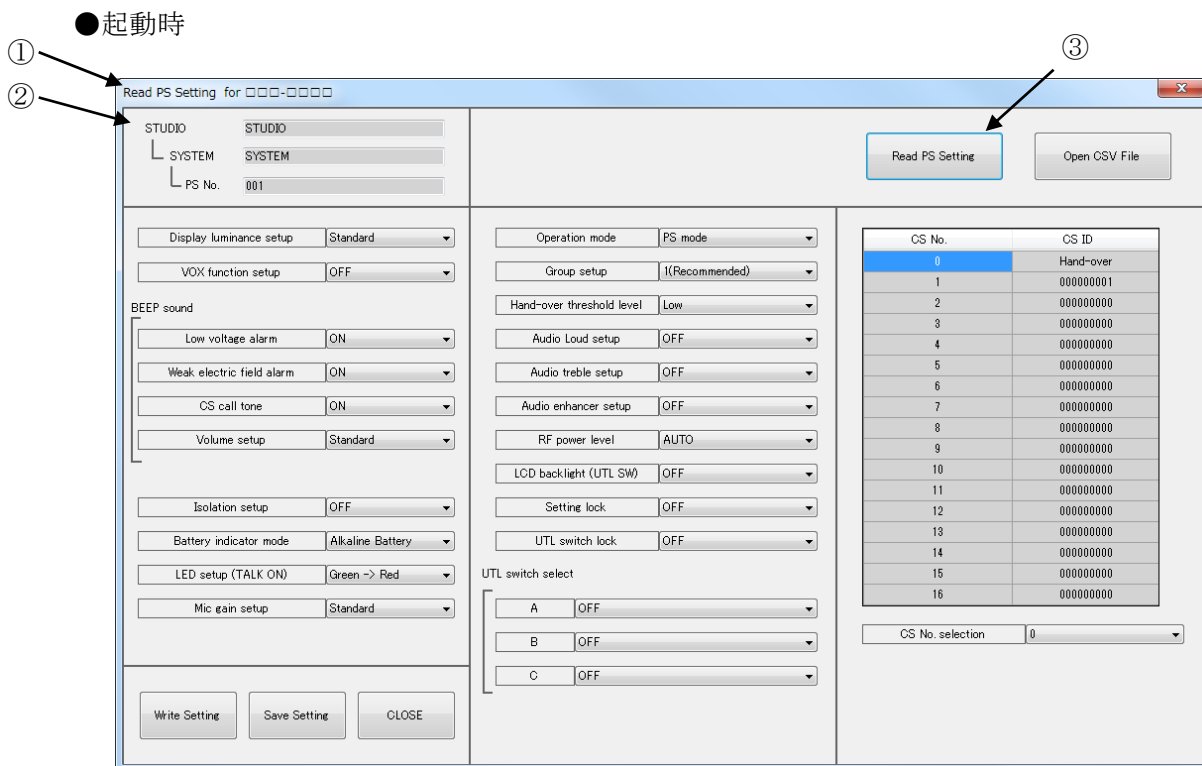 ●起動時
①
③
②
Read PS Setting for □□□-□□□□
STUDIO STUDIO
SYSTEM SYSTEM
PS No. 001
Read PS Setting Open CSV File
Display luminance setup Standard
VOX function setup OFF
BEEP sound
Low voltage alarm ON
Weak electric field alarm ON
CS call tone ON
Volume setup Standard
Isolation setup OFF
Battery indicator mode Alkaline Battery
LED setup (TALK ON) Green -> Red
Mic gain setup Standard
Write Setting Save Setting CLOSE
Operation mode PS mode
Group setup 1(Recommended)
Hand-over threshold level Low
Audio Loud setup OFF
Audio treble setup OFF
Audio enhancer setup OFF
RF power level AUTO
LCD backlight (UTL SW) OFF
Setting lock OFF
UTL switch lock OFF
UTL switch select
A OFF
B OFF
C OFF
CS No. CS ID
0 Hand-over
1 000000001
2 000000000
3 000000000
4 000000000
5 000000000
6 000000000
7 000000000
8 000000000
9 000000000
10 000000000
11 000000000
12 000000000
13 000000000
14 000000000
15 000000000
16 000000000
CS No. selection 0